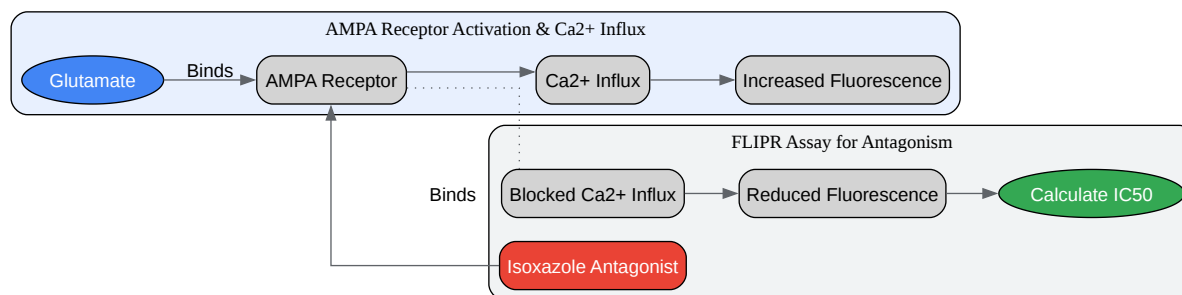 AMPA Receptor Activation & Ca2+ Influx
Glutamate
Binds
AMPA Receptor
Ca2+ Influx
Increased Fluorescence
FLIPR Assay for Antagonism
Binds
Blocked Ca2+ Influx
Reduced Fluorescence
Calculate IC50
Isoxazole Antagonist